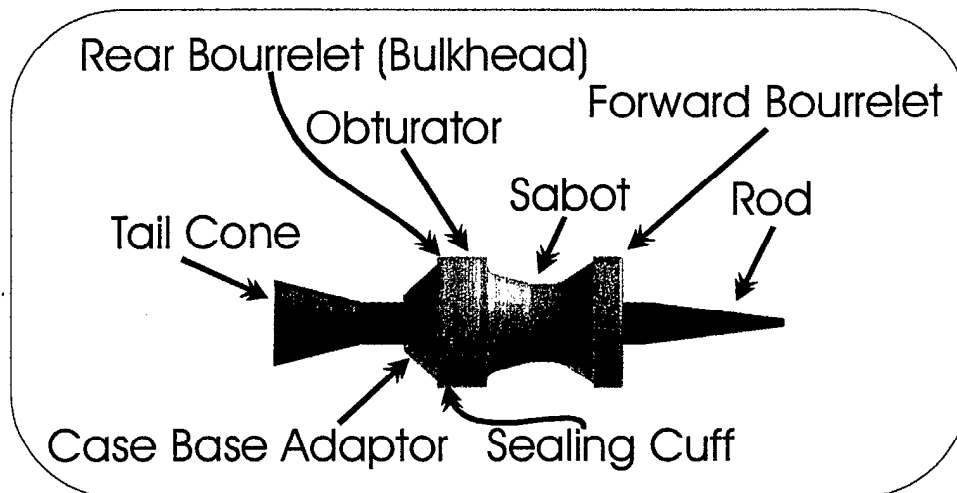 Rear Bourrelet (Bulkhead)
Forward Bourrelet
Obturator
Sabot
Rod
Tail Cone
Case Base Adaptor
Sealing Cuff